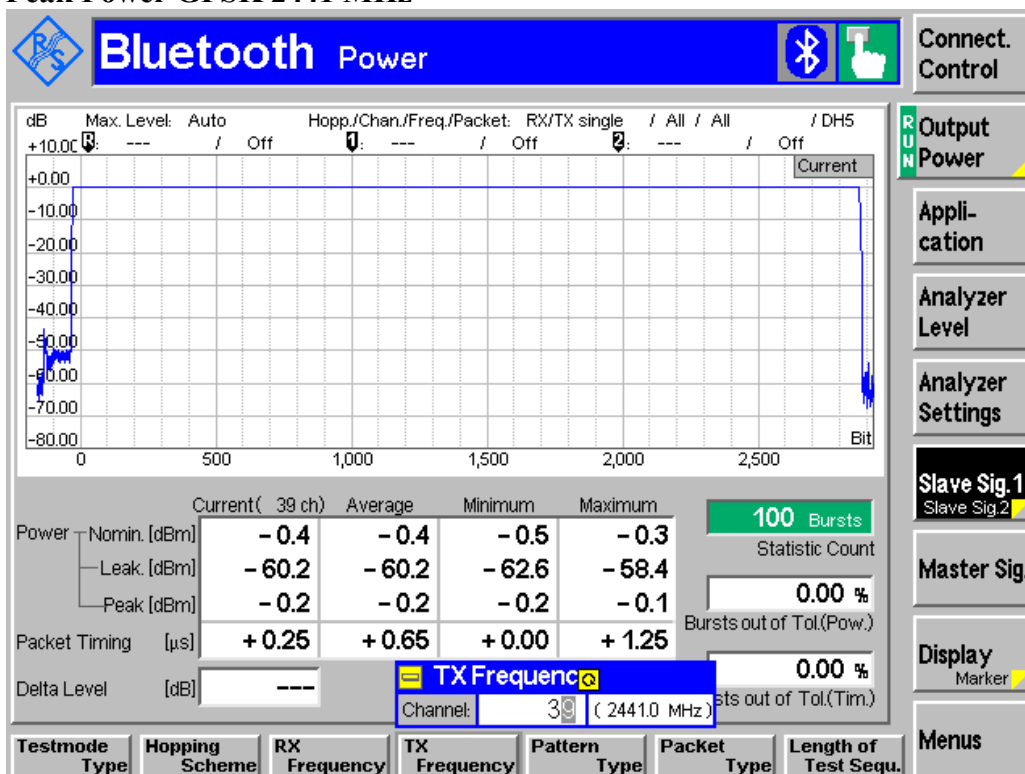 Peak Power GFSK 2441 MHz
R S
Bluetooth Power
Connect. Control
dB Max. Level: Auto Hopp./Chan./Freq./Packet: RX/TX single / All / All / DH5
R: --- / Off 1: --- / Off 2: --- / Off
Current
+10.00
+0.00
-10.00
-20.00
-30.00
-40.00
-50.00
-60.00
-70.00
-80.00
Bit
0 500 1,000 1,500 2,000 2,500
Current( 39 ch) Average Minimum Maximum
Power Nomin. [dBm] -0.4 -0.4 -0.5 -0.3
Leak. [dBm] -60.2 -60.2 -62.6 -58.4
Peak [dBm] -0.2 -0.2 -0.2 -0.1
Packet Timing [µs] +0.25 +0.65 +0.00 +1.25
Delta Level [dB] ---
100 Bursts
Statistic Count
0.00 %
Bursts out of Tol.(Pow.)
0.00 %
sts out of Tol.(Tim.)
TX Frequenc
Channel: 39 ( 2441.0 MHz )
RUN
Output Power
Appli-
cation
Analyzer
Level
Analyzer
Settings
Slave Sig.1
Slave Sig.2
Master Sig.
Display
Marker
Menus
Testmode Type
Hopping Scheme
RX Frequency
TX Frequency
Pattern Type
Packet Type
Length of Test Sequ.